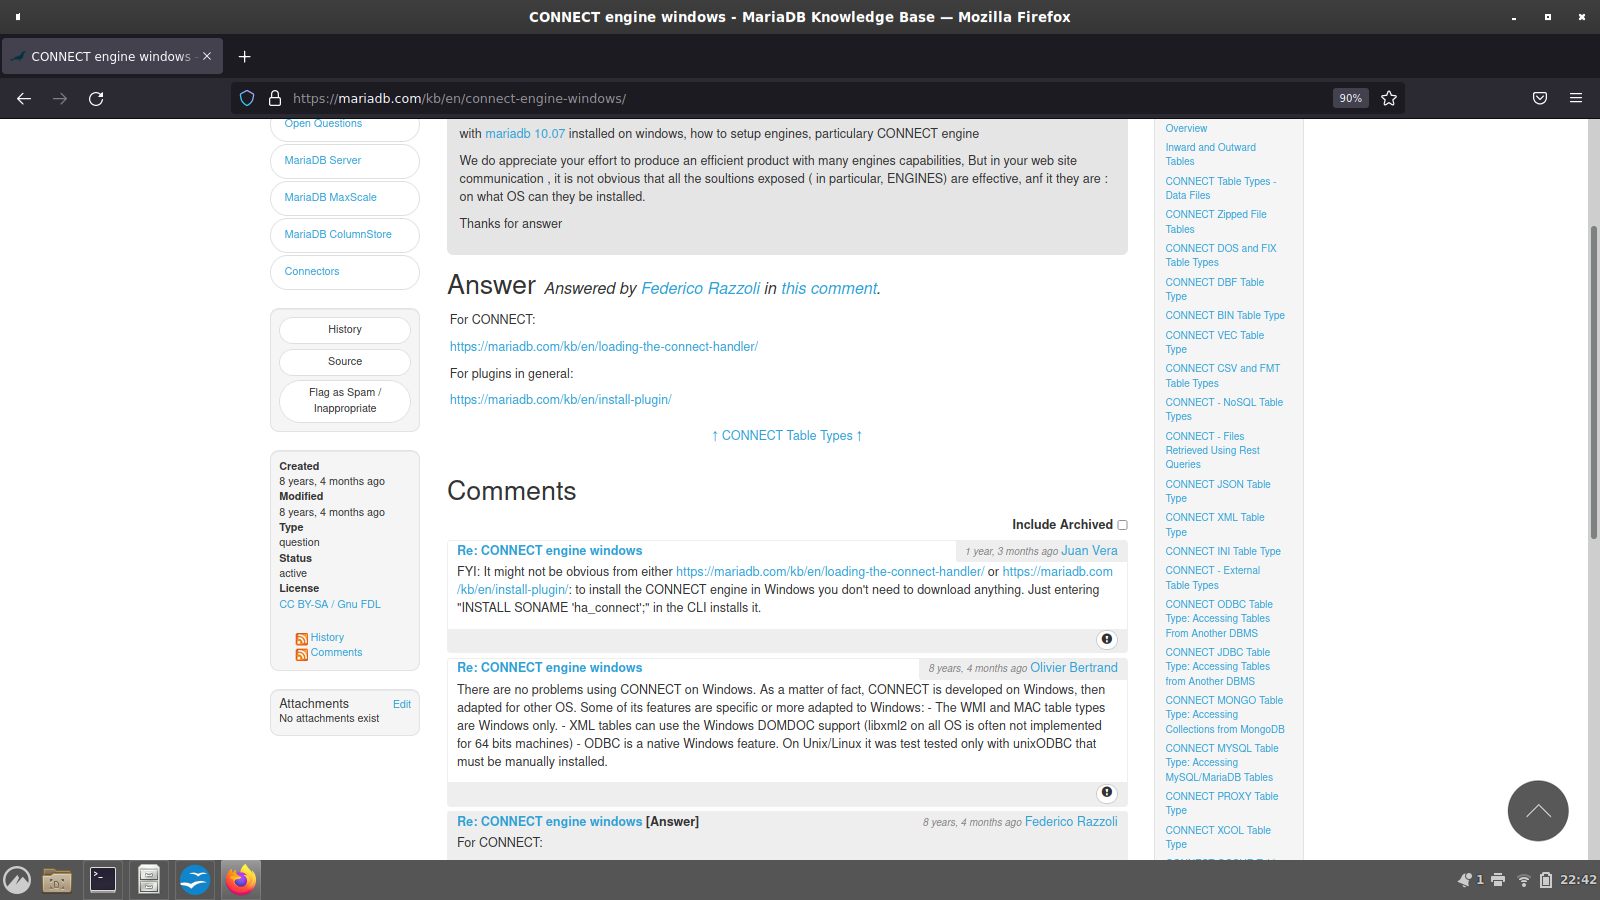 CONNECT engine windows - MariaDB Knowledge Base — Mozilla Firefox
CONNECT engine windows -
https://mariadb.com/kb/en/connect-engine-windows/
90%
Open Questions
MariaDB Server
MariaDB MaxScale
MariaDB ColumnStore
Connectors
History
Source
Flag as Spam /
Inappropriate
Created
8 years, 4 months ago
Modified
8 years, 4 months ago
Type
question
Status
active
License
CC BY-SA / Gnu FDL
History
Comments
Attachments Edit
No attachments exist
with mariadb 10.07 installed on windows, how to setup engines, particulary CONNECT engine
We do appreciate your effort to produce an efficient product with many engines capabilities, But in your web site
communication , it is not obvious that all the soultions exposed ( in particular, ENGINES) are effective, anf it they are :
on what OS can they be installed.
Thanks for answer
Answer Answered by Federico Razzoli in this comment.
For CONNECT:
https://mariadb.com/kb/en/loading-the-connect-handler/
For plugins in general:
https://mariadb.com/kb/en/install-plugin/
↑ CONNECT Table Types ↑
Comments
Include Archived
Re: CONNECT engine windows 1 year, 3 months ago Juan Vera
FYI: It might not be obvious from either https://mariadb.com/kb/en/loading-the-connect-handler/ or https://mariadb.com
/kb/en/install-plugin/: to install the CONNECT engine in Windows you don't need to download anything. Just entering
"INSTALL SONAME 'ha_connect';" in the CLI installs it.
Re: CONNECT engine windows 8 years, 4 months ago Olivier Bertrand
There are no problems using CONNECT on Windows. As a matter of fact, CONNECT is developed on Windows, then
adapted for other OS. Some of its features are specific or more adapted to Windows: - The WMI and MAC table types
are Windows only. - XML tables can use the Windows DOMDOC support (libxml2 on all OS is often not implemented
for 64 bits machines) - ODBC is a native Windows feature. On Unix/Linux it was test tested only with unixODBC that
must be manually installed.
Re: CONNECT engine windows [Answer] 8 years, 4 months ago Federico Razzoli
For CONNECT:
Overview
Inward and Outward
Tables
CONNECT Table Types -
Data Files
CONNECT Zipped File
Tables
CONNECT DOS and FIX
Table Types
CONNECT DBF Table
Type
CONNECT BIN Table Type
CONNECT VEC Table
Type
CONNECT CSV and FMT
Table Types
CONNECT - NoSQL Table
Types
CONNECT - Files
Retrieved Using Rest
Queries
CONNECT JSON Table
Type
CONNECT XML Table
Type
CONNECT INI Table Type
CONNECT - External
Table Types
CONNECT ODBC Table
Type: Accessing Tables
From Another DBMS
CONNECT JDBC Table
Type: Accessing Tables
from Another DBMS
CONNECT MONGO Table
Type: Accessing
Collections from MongoDB
CONNECT MYSQL Table
Type: Accessing
MySQL/MariaDB Tables
CONNECT PROXY Table
Type
CONNECT XCOL Table
Type
1
22:42